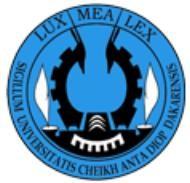 LUX MEA LEX
SIGILLUM UNIVERSITATIS CHEIKH ANTA DIOP DAKARENSIS